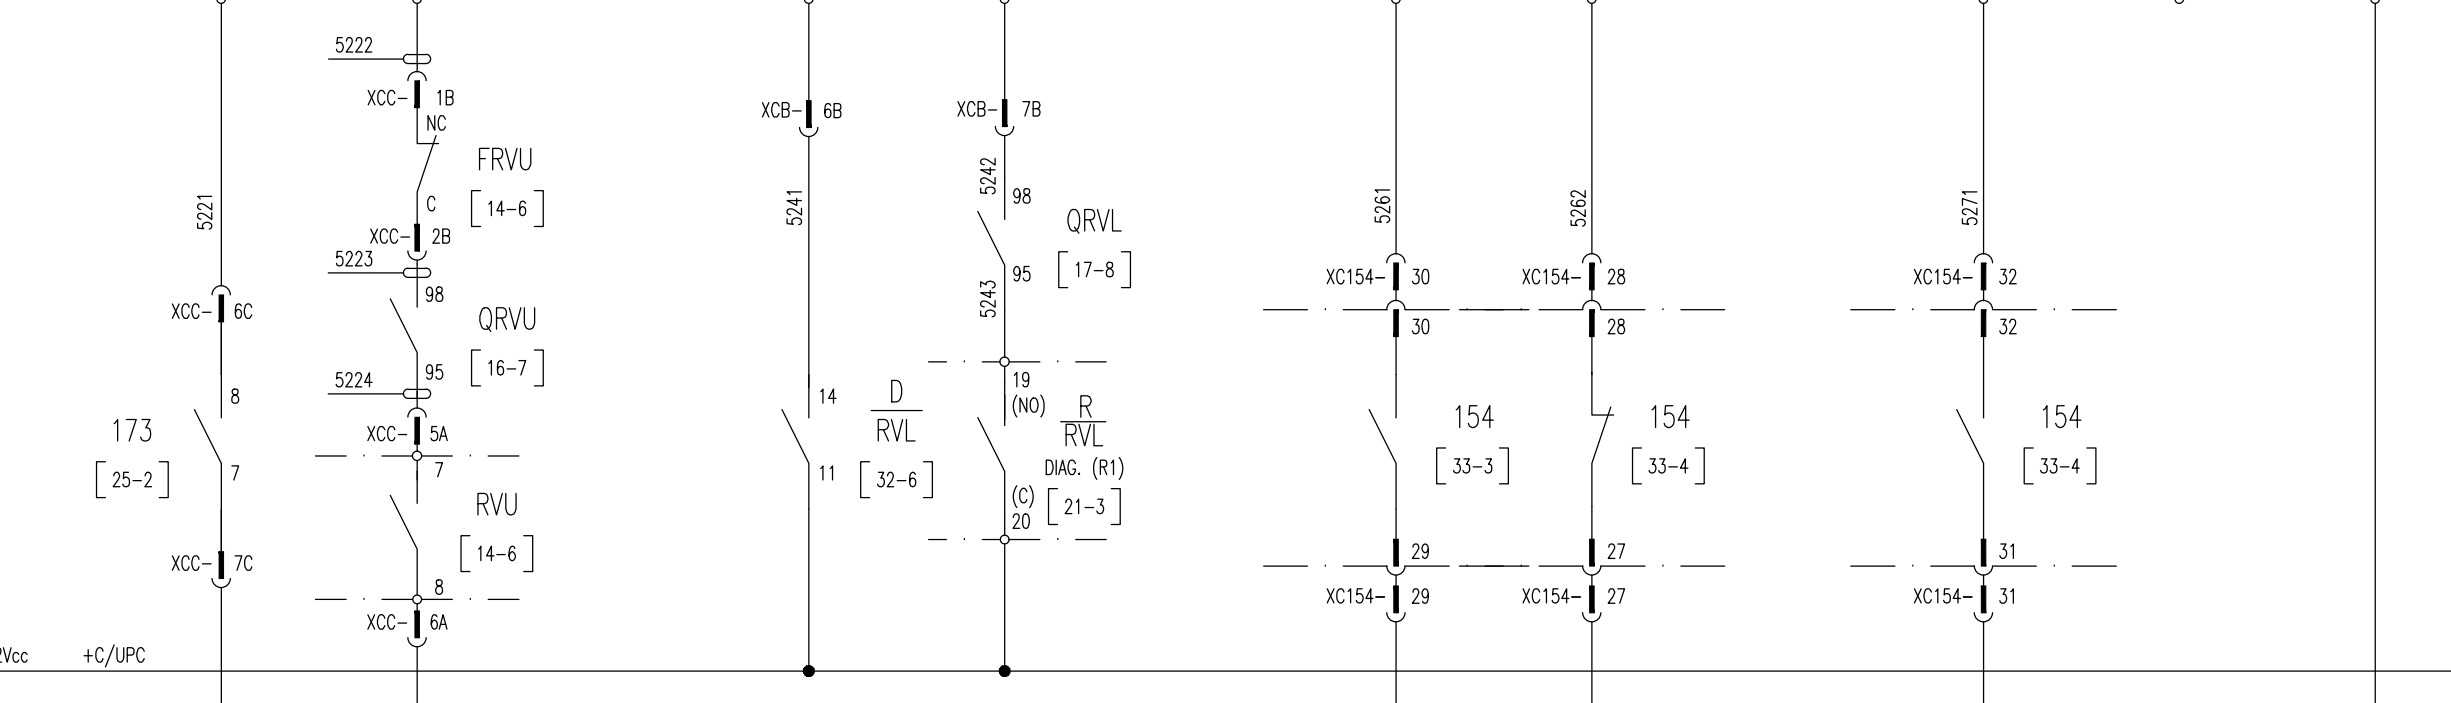 5221
XCC- 6C
8
173
[25-2]
7
XCC- 7C
5222
XCC- 1B
NC
FRVU
[14-6]
C
XCC- 2B
5223
98
QRVU
[16-7]
95
5224
XCC- 5A
7
RVU
[14-6]
8
XCC- 6A
XCB- 6B
5241
14
D
RVL
11
[32-6]
XCB- 7B
5242
98
QRVL
[17-8]
95
5243
19
(NO)
R
RVL
DIAG. (R1)
[21-3]
(C)
20
5261
XC154- 30
30
154
[33-3]
29
XC154- 29
5262
XC154- 28
28
154
[33-4]
27
XC154- 27
5271
XC154- 32
32
154
[33-4]
31
XC154- 31
2Vcc +C/UPC